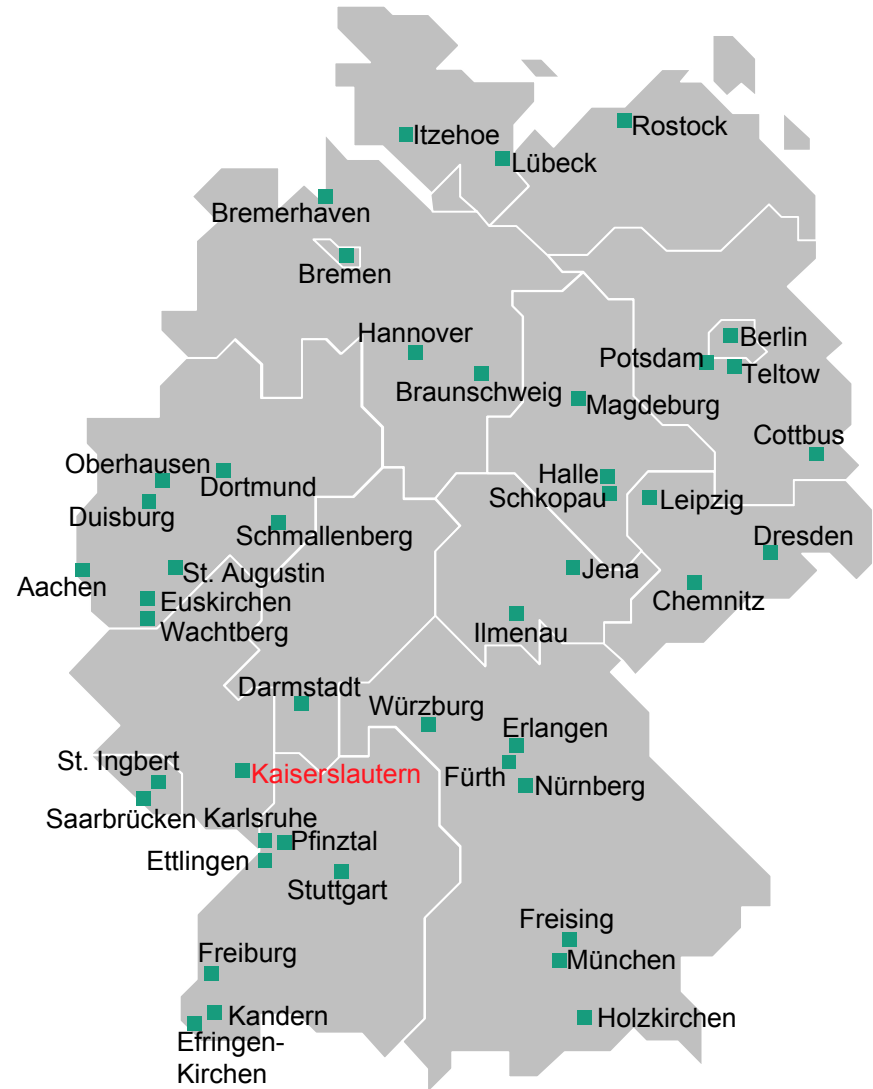 Itzehoe
Rostock
Lübeck
Bremerhaven
Bremen
Hannover
Berlin
Potsdam
Teltow
Braunschweig
Magdeburg
Cottbus
Oberhausen
Dortmund
Halle
Schkopau
Leipzig
Duisburg
Schmallenberg
Dresden
Aachen
St. Augustin
Jena
Chemnitz
Euskirchen
Wachtberg
Ilmenau
Darmstadt
Würzburg
Erlangen
St. Ingbert
Kaiserslautern
Fürth
Nürnberg
Saarbrücken
Karlsruhe
Pfinztal
Ettlingen
Stuttgart
Freising
Freiburg
München
Kandern
Holzkirchen
Efringen-
Kirchen